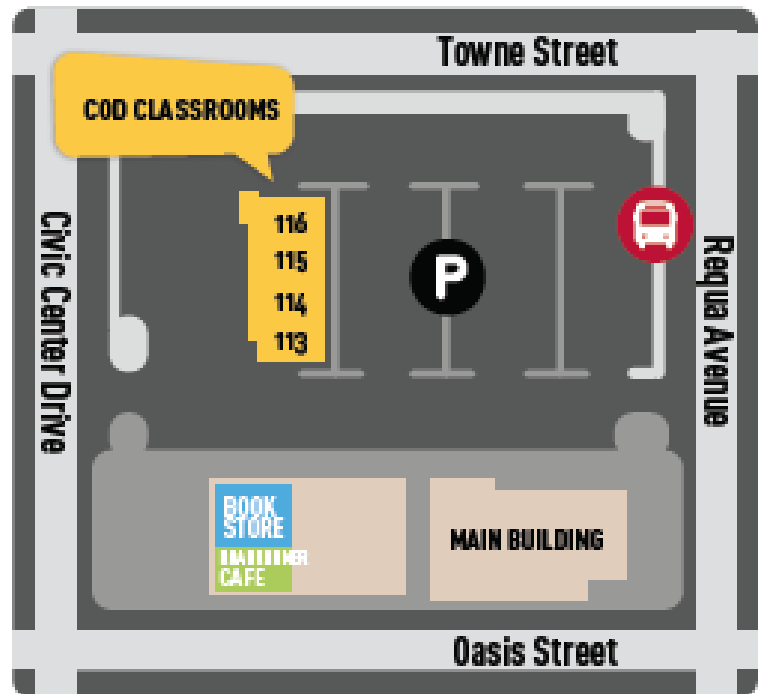 Towne Street
COD CLASSROOMS
116
115
114
113
P
Civic Center Drive
Requa Avenue
BOOK
STORE
CAFE
MAIN BUILDING
Oasis Street